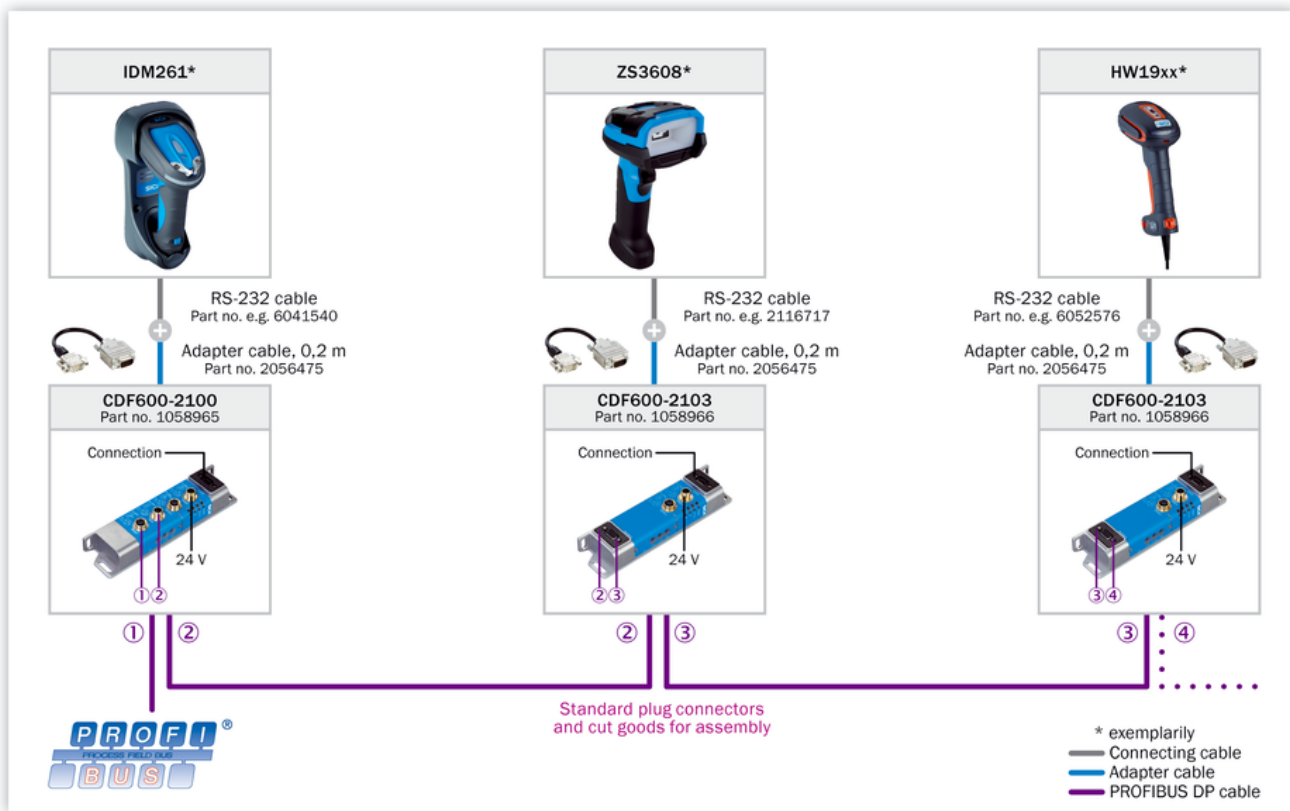 IDM261*
RS-232 cable
Part no. e.g. 6041540
Adapter cable, 0,2 m
Part no. 2056475
CDF600-2100
Part no. 1058965
Connection
24 V
①②
① ②
ZS3608*
RS-232 cable
Part no. e.g. 2116717
Adapter cable, 0,2 m
Part no. 2056475
CDF600-2103
Part no. 1058966
Connection
24 V
②③
② ③
HW19xx*
RS-232 cable
Part no. e.g. 6052576
Adapter cable, 0,2 m
Part no. 2056475
CDF600-2103
Part no. 1058966
Connection
24 V
③④
③ ④
Standard plug connectors
and cut goods for assembly
PROFI®
PROCESS FIELD BUS
BUS
* exemplarily
Connecting cable
Adapter cable
PROFIBUS DP cable